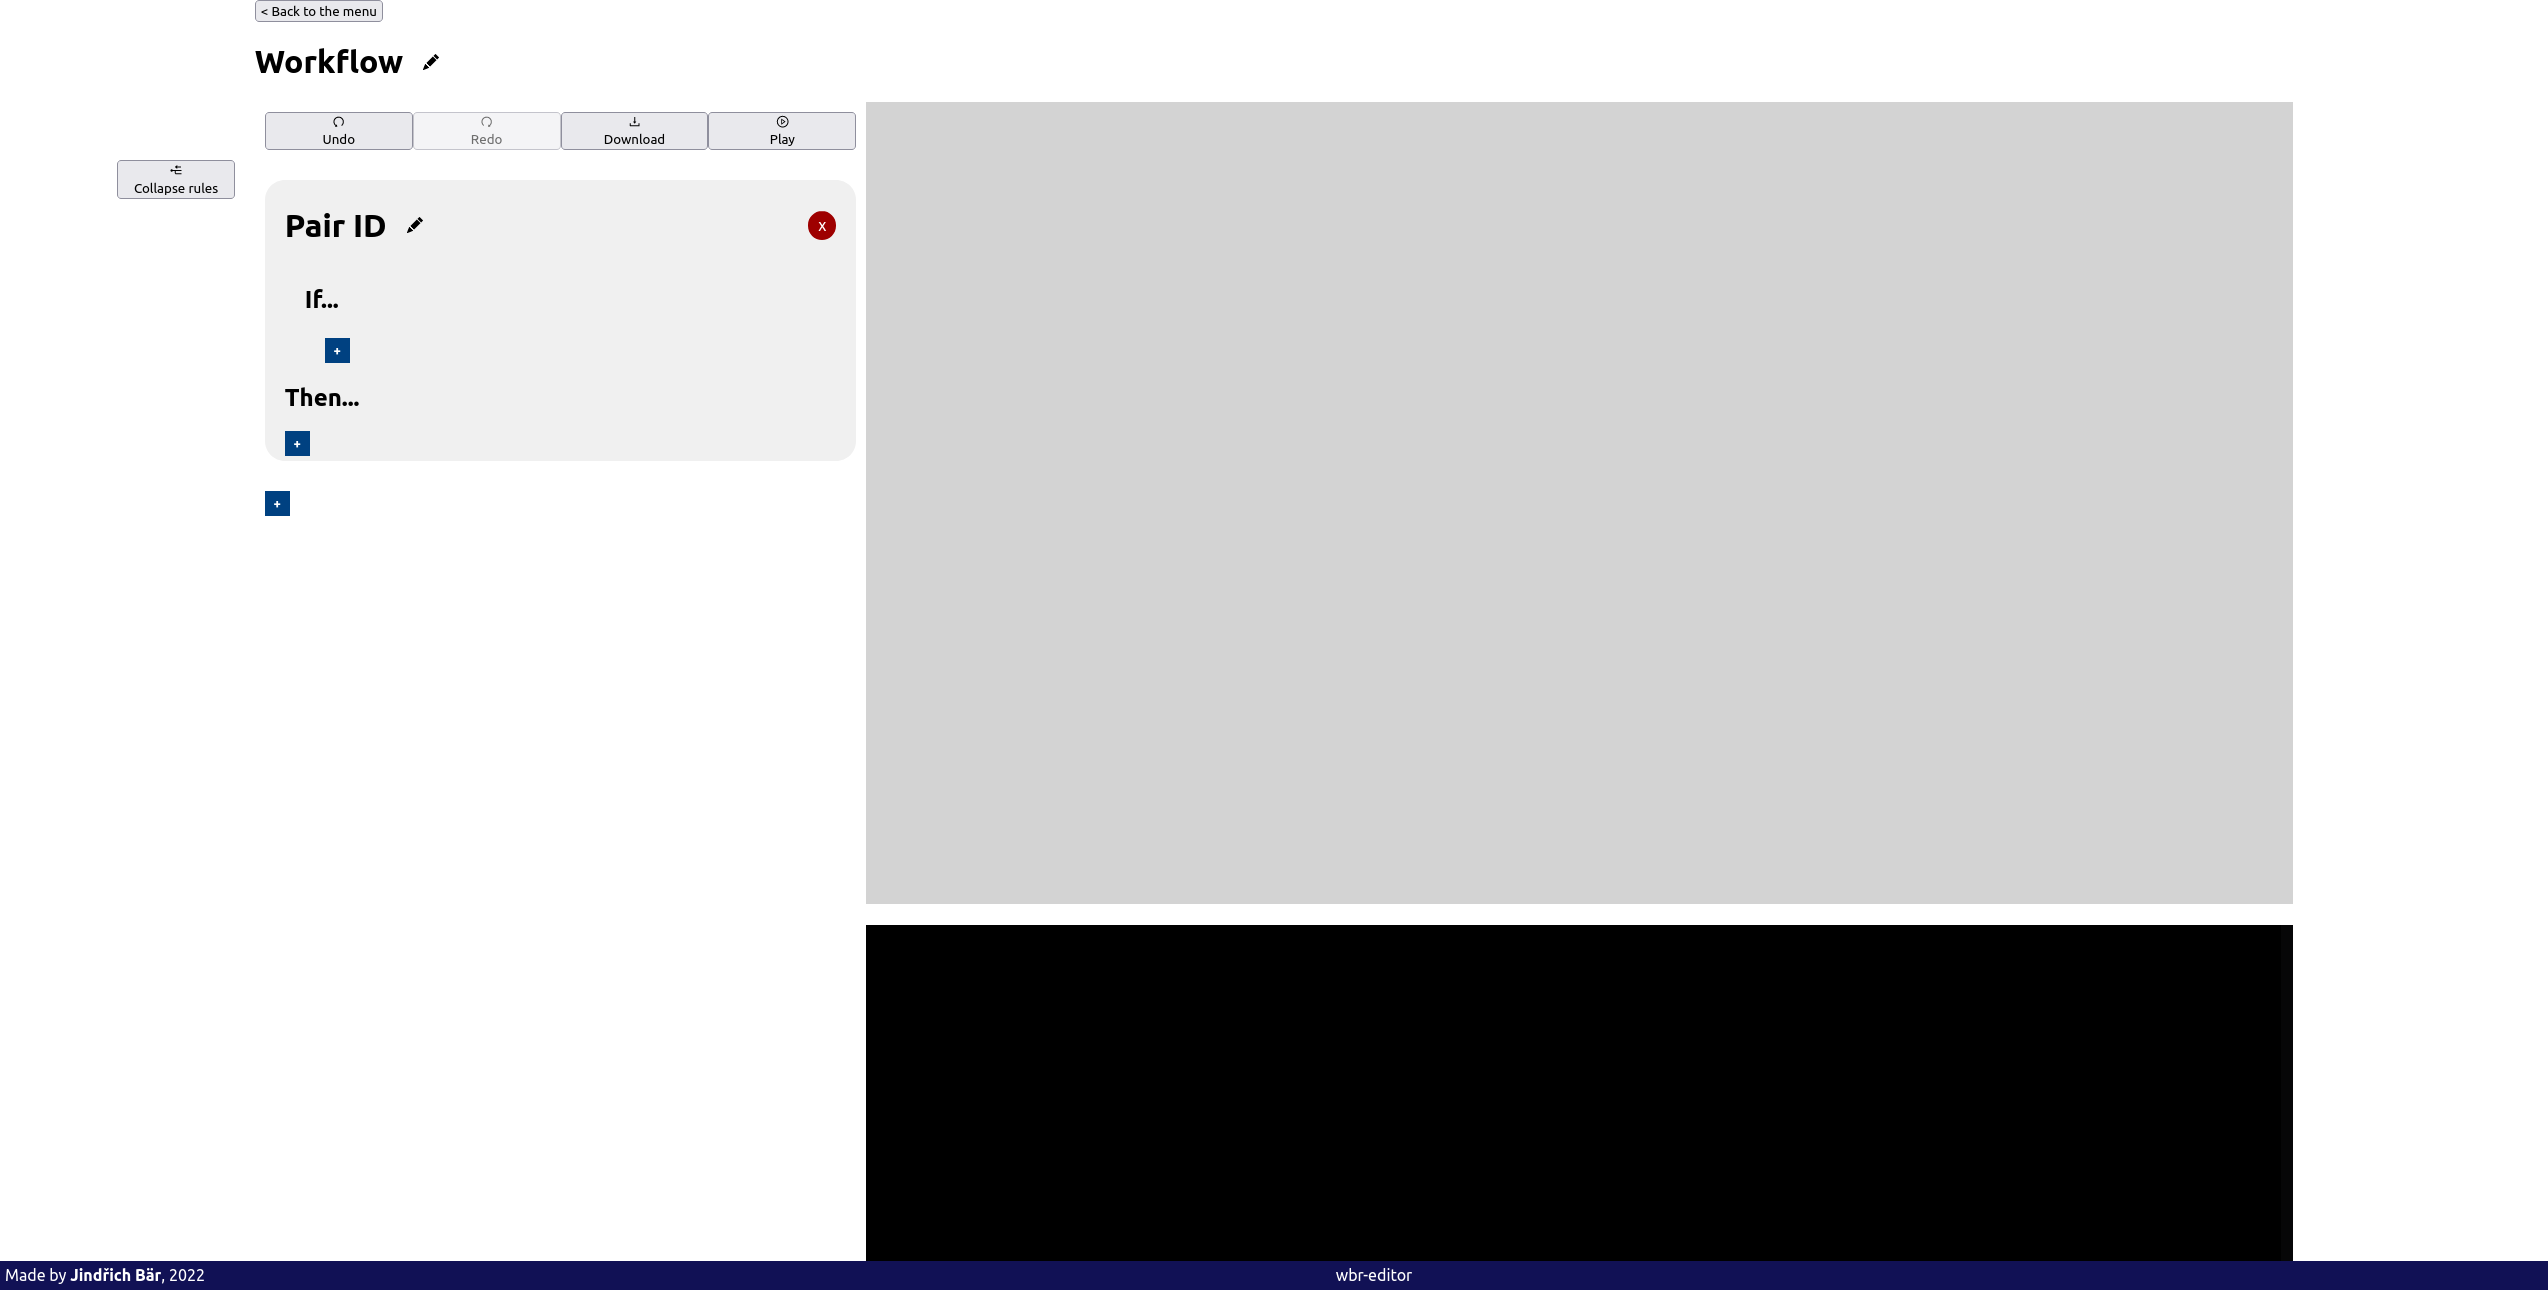 < Back to the menu
Workflow
Undo
Redo
Download
Play
Collapse rules
Pair ID
X
If...
+
Then...
+
+
Made by Jindřich Bär, 2022
wbr-editor